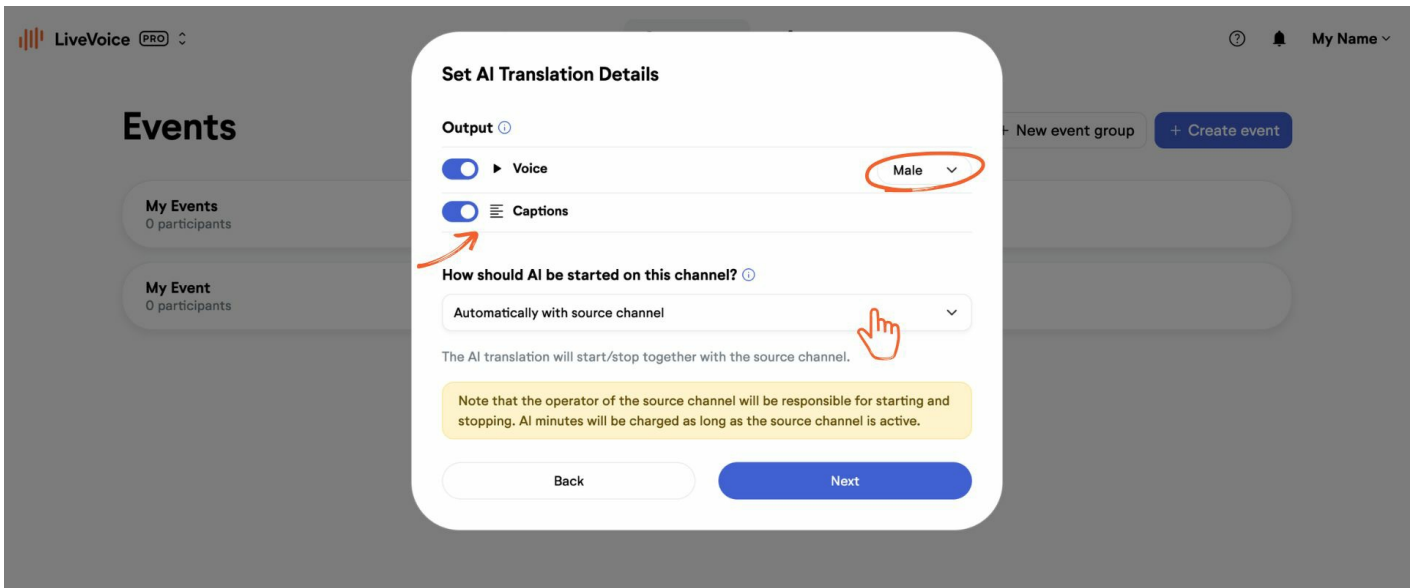 LiveVoice PRO
My Name
Events
New event group
+ Create event
My Events
0 participants
My Event
0 participants
Set AI Translation Details
Output
Voice
Male
Captions
How should AI be started on this channel?
Automatically with source channel
The AI translation will start/stop together with the source channel.
Note that the operator of the source channel will be responsible for starting and
stopping. AI minutes will be charged as long as the source channel is active.
Back
Next